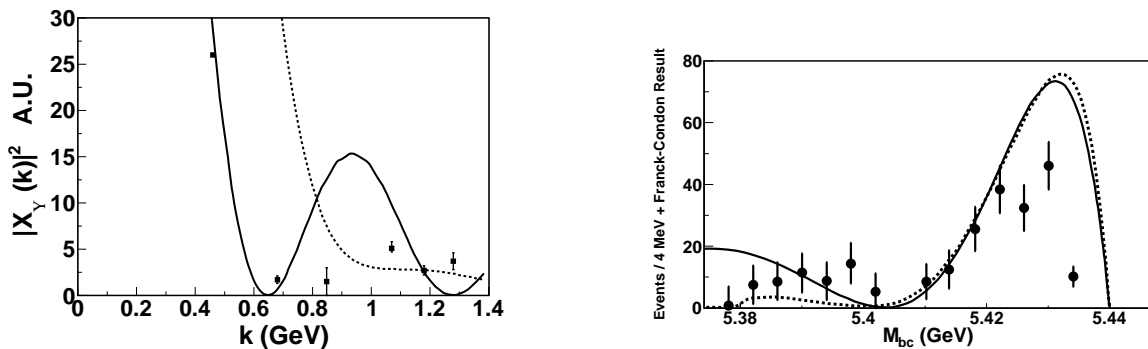 |X_Υ (k)|² A.U.
30
25
20
15
10
5
0
0 0.2 0.4 0.6 0.8 1 1.2 1.4
k (GeV)
Events / 4 MeV + Franck-Condon Result
80
60
40
20
0
5.38 5.4 5.42 5.44
M_bc (GeV)